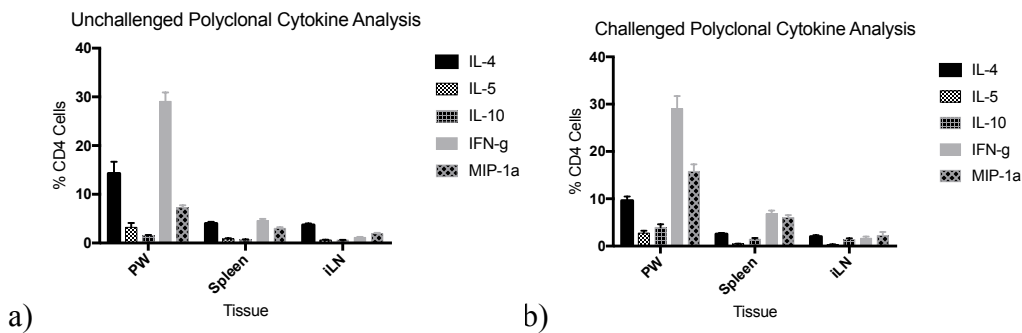 Unchallenged Polyclonal Cytokine Analysis
40
30
20
10
0
% CD4 Cells
PW
Spleen
iLN
Tissue
IL-4
IL-5
IL-10
IFN-g
MIP-1a
a)
Challenged Polyclonal Cytokine Analysis
40
30
20
10
0
% CD4 Cells
PW
Spleen
iLN
Tissue
IL-4
IL-5
IL-10
IFN-g
MIP-1a
b)